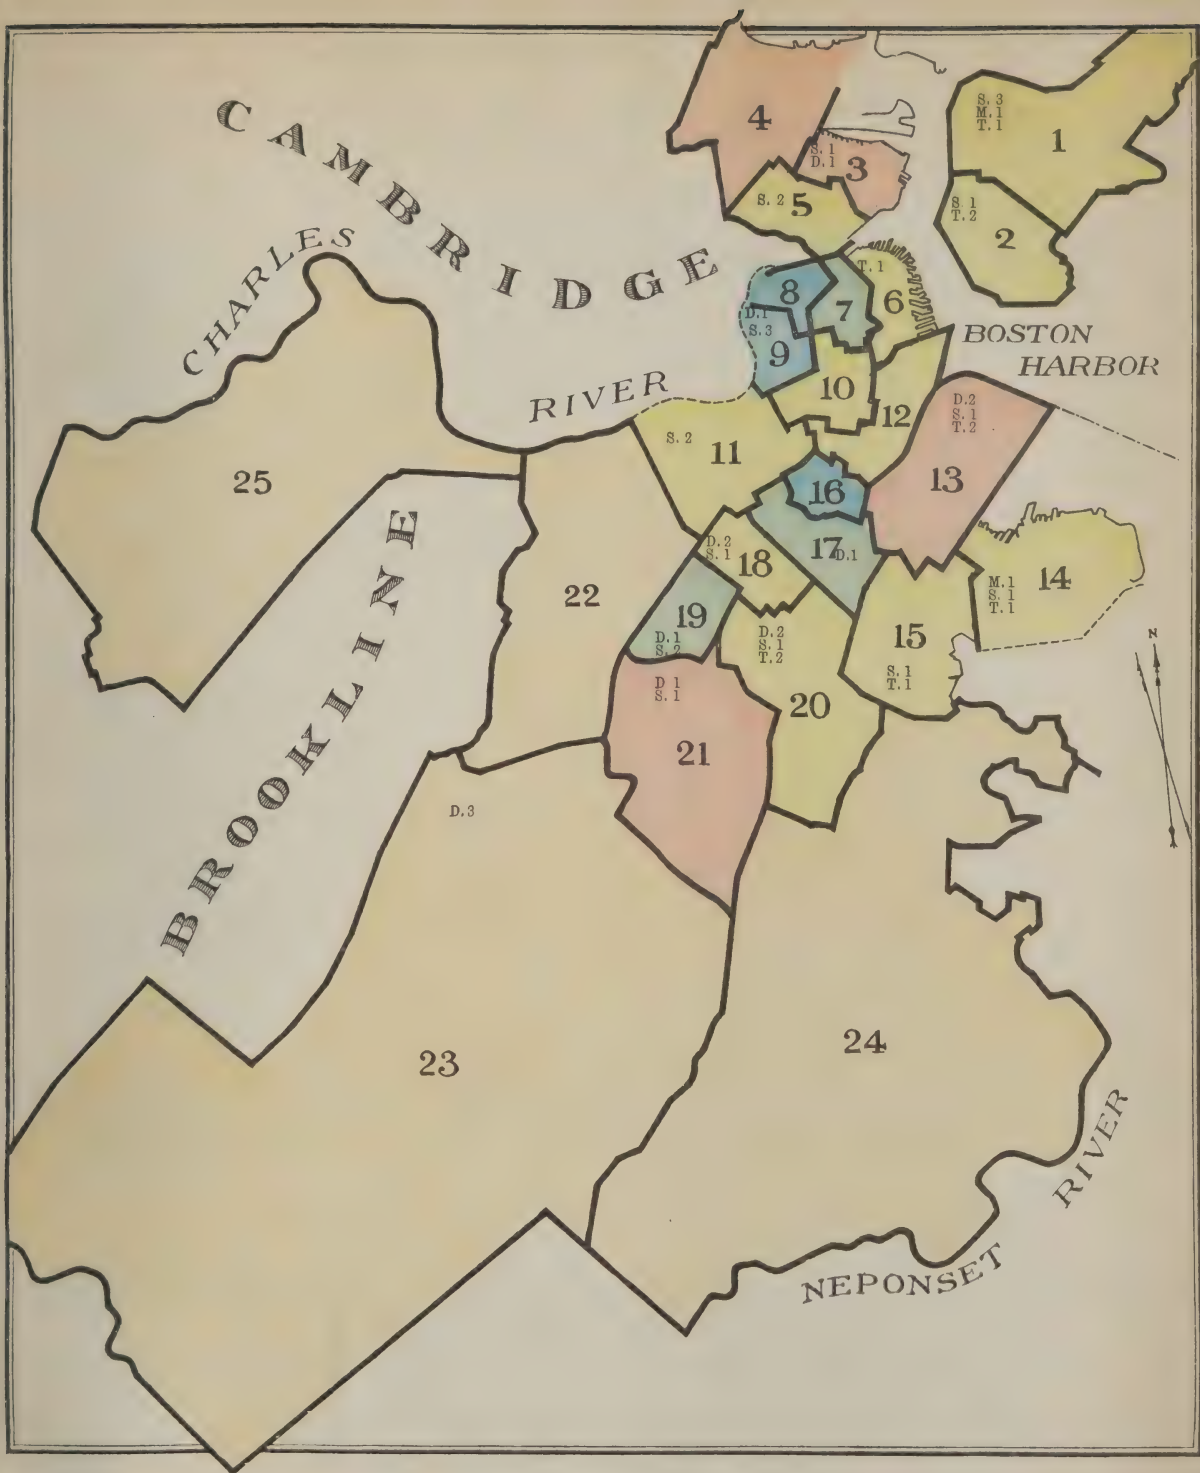 CAMBRIDGE
4
S. 3
M. 1
T. 1
1
S. 1
D. 1
3
S. 2
5
S. 1
T. 2
2
CHARLES
RIVER
T. 1
6
8
7
D. 1
S. 3
9
10
12
BOSTON
HARBOR
S. 2
11
D. 2
S. 1
T. 2
13
25
BROOKLINE
16
17
D. 1
D. 2
S. 1
18
M. 1
S. 1
T. 1
14
22
19
D. 1
S. 2
D. 2
S. 1
T. 2
20
15
S. 1
T. 1
N
D 1
S. 1
21
D. 3
23
24
NEPONSET
RIVER